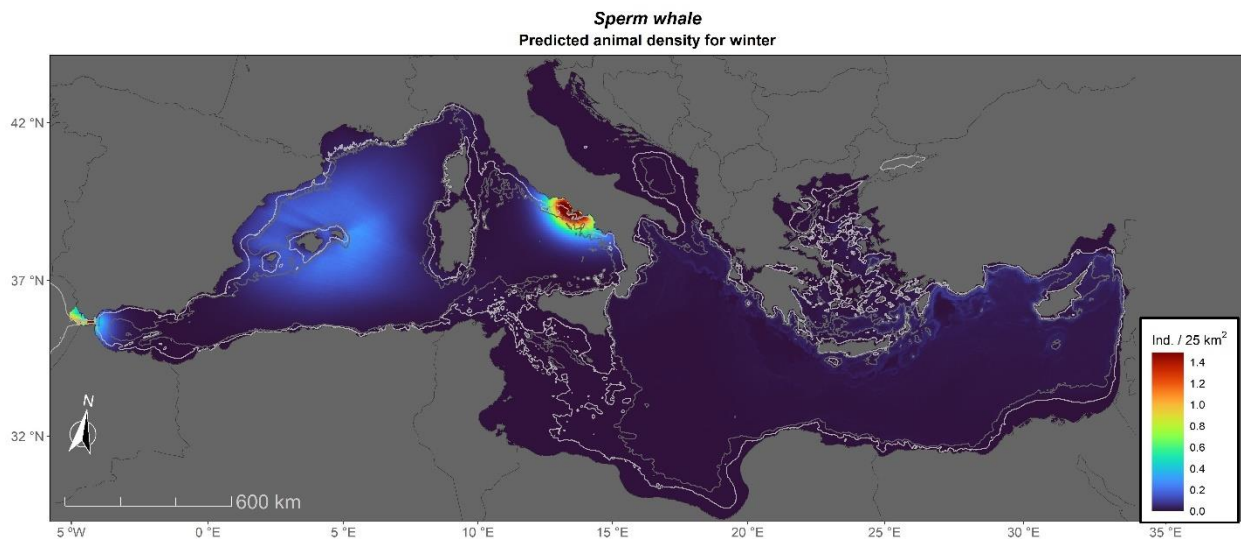 Sperm whale
Predicted animal density for winter
42 °N
37 °N
32 °N
N
600 km
Ind. / 25 km²
1.4
1.2
1.0
0.8
0.6
0.4
0.2
0.0
5 °W
0 °E
5 °E
10 °E
15 °E
20 °E
25 °E
30 °E
35 °E